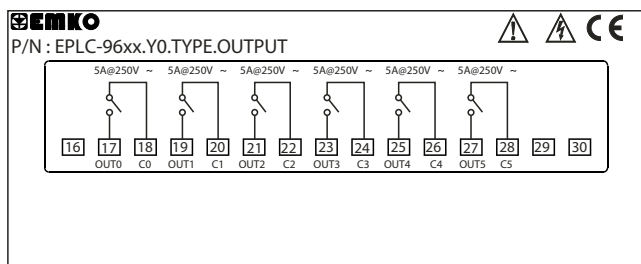 EMKO
P/N : EPLC-96xx.Y0.TYPE.OUTPUT
CE
5A@250V ~ 5A@250V ~ 5A@250V ~ 5A@250V ~ 5A@250V ~ 5A@250V ~
16 17 18 19 20 21 22 23 24 25 26 27 28 29 30
OUT0 C0 OUT1 C1 OUT2 C2 OUT3 C3 OUT4 C4 OUT5 C5